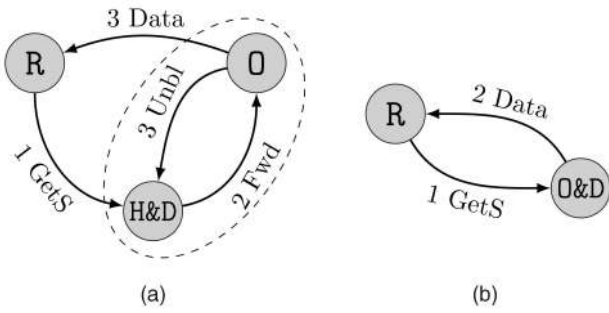 3 Data
R
O
3 Unbl
1 GetS
2 Fwd
H&D
(a)
2 Data
R
O&D
1 GetS
(b)